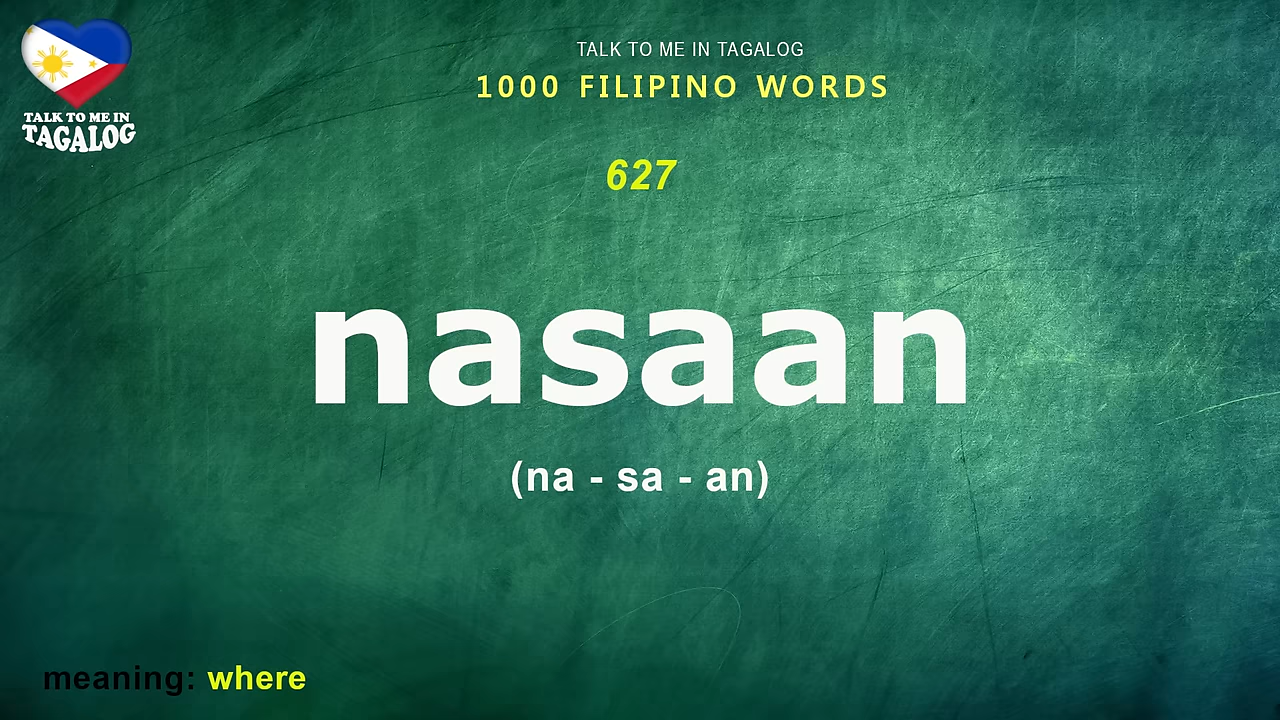 TALK TO ME IN
TAGALOG
TALK TO ME IN TAGALOG
1000 FILIPINO WORDS
627
nasaan
(na - sa - an)
meaning: where